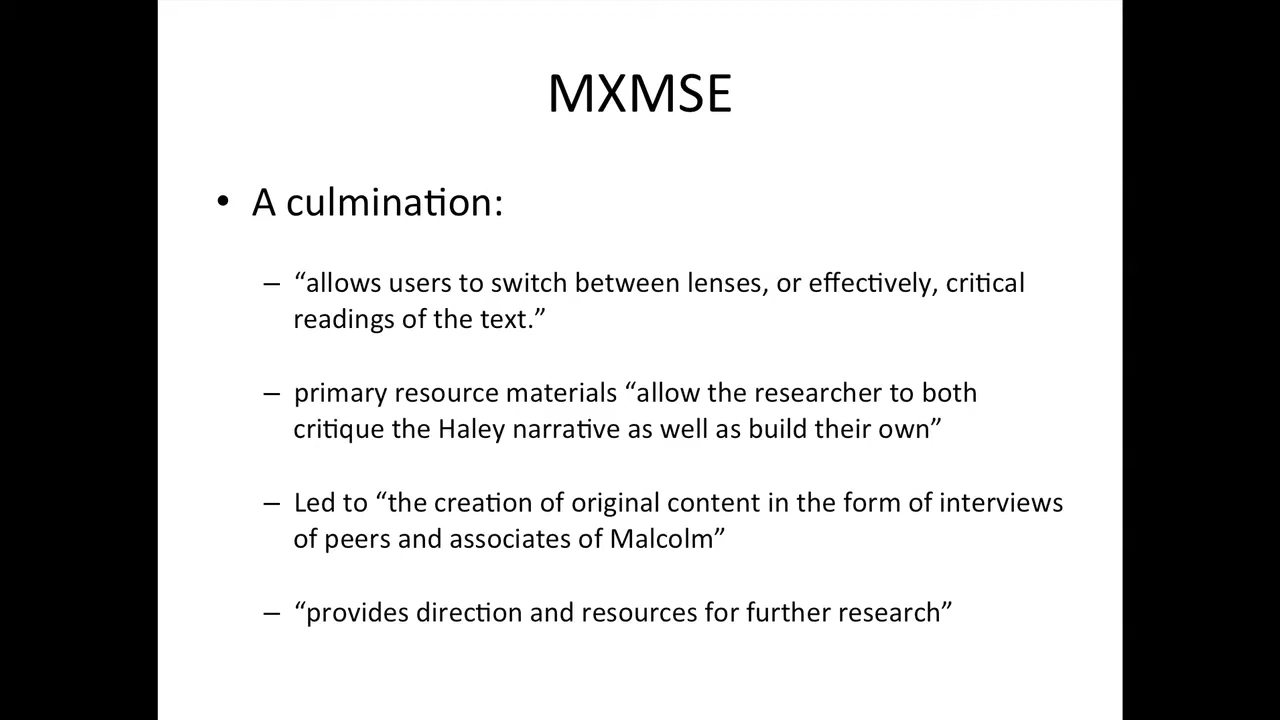 MXMSE
• A culmination:
– “allows users to switch between lenses, or effectively, critical
readings of the text.”
– primary resource materials “allow the researcher to both
critique the Haley narrative as well as build their own”
– Led to “the creation of original content in the form of interviews
of peers and associates of Malcolm”
– “provides direction and resources for further research”